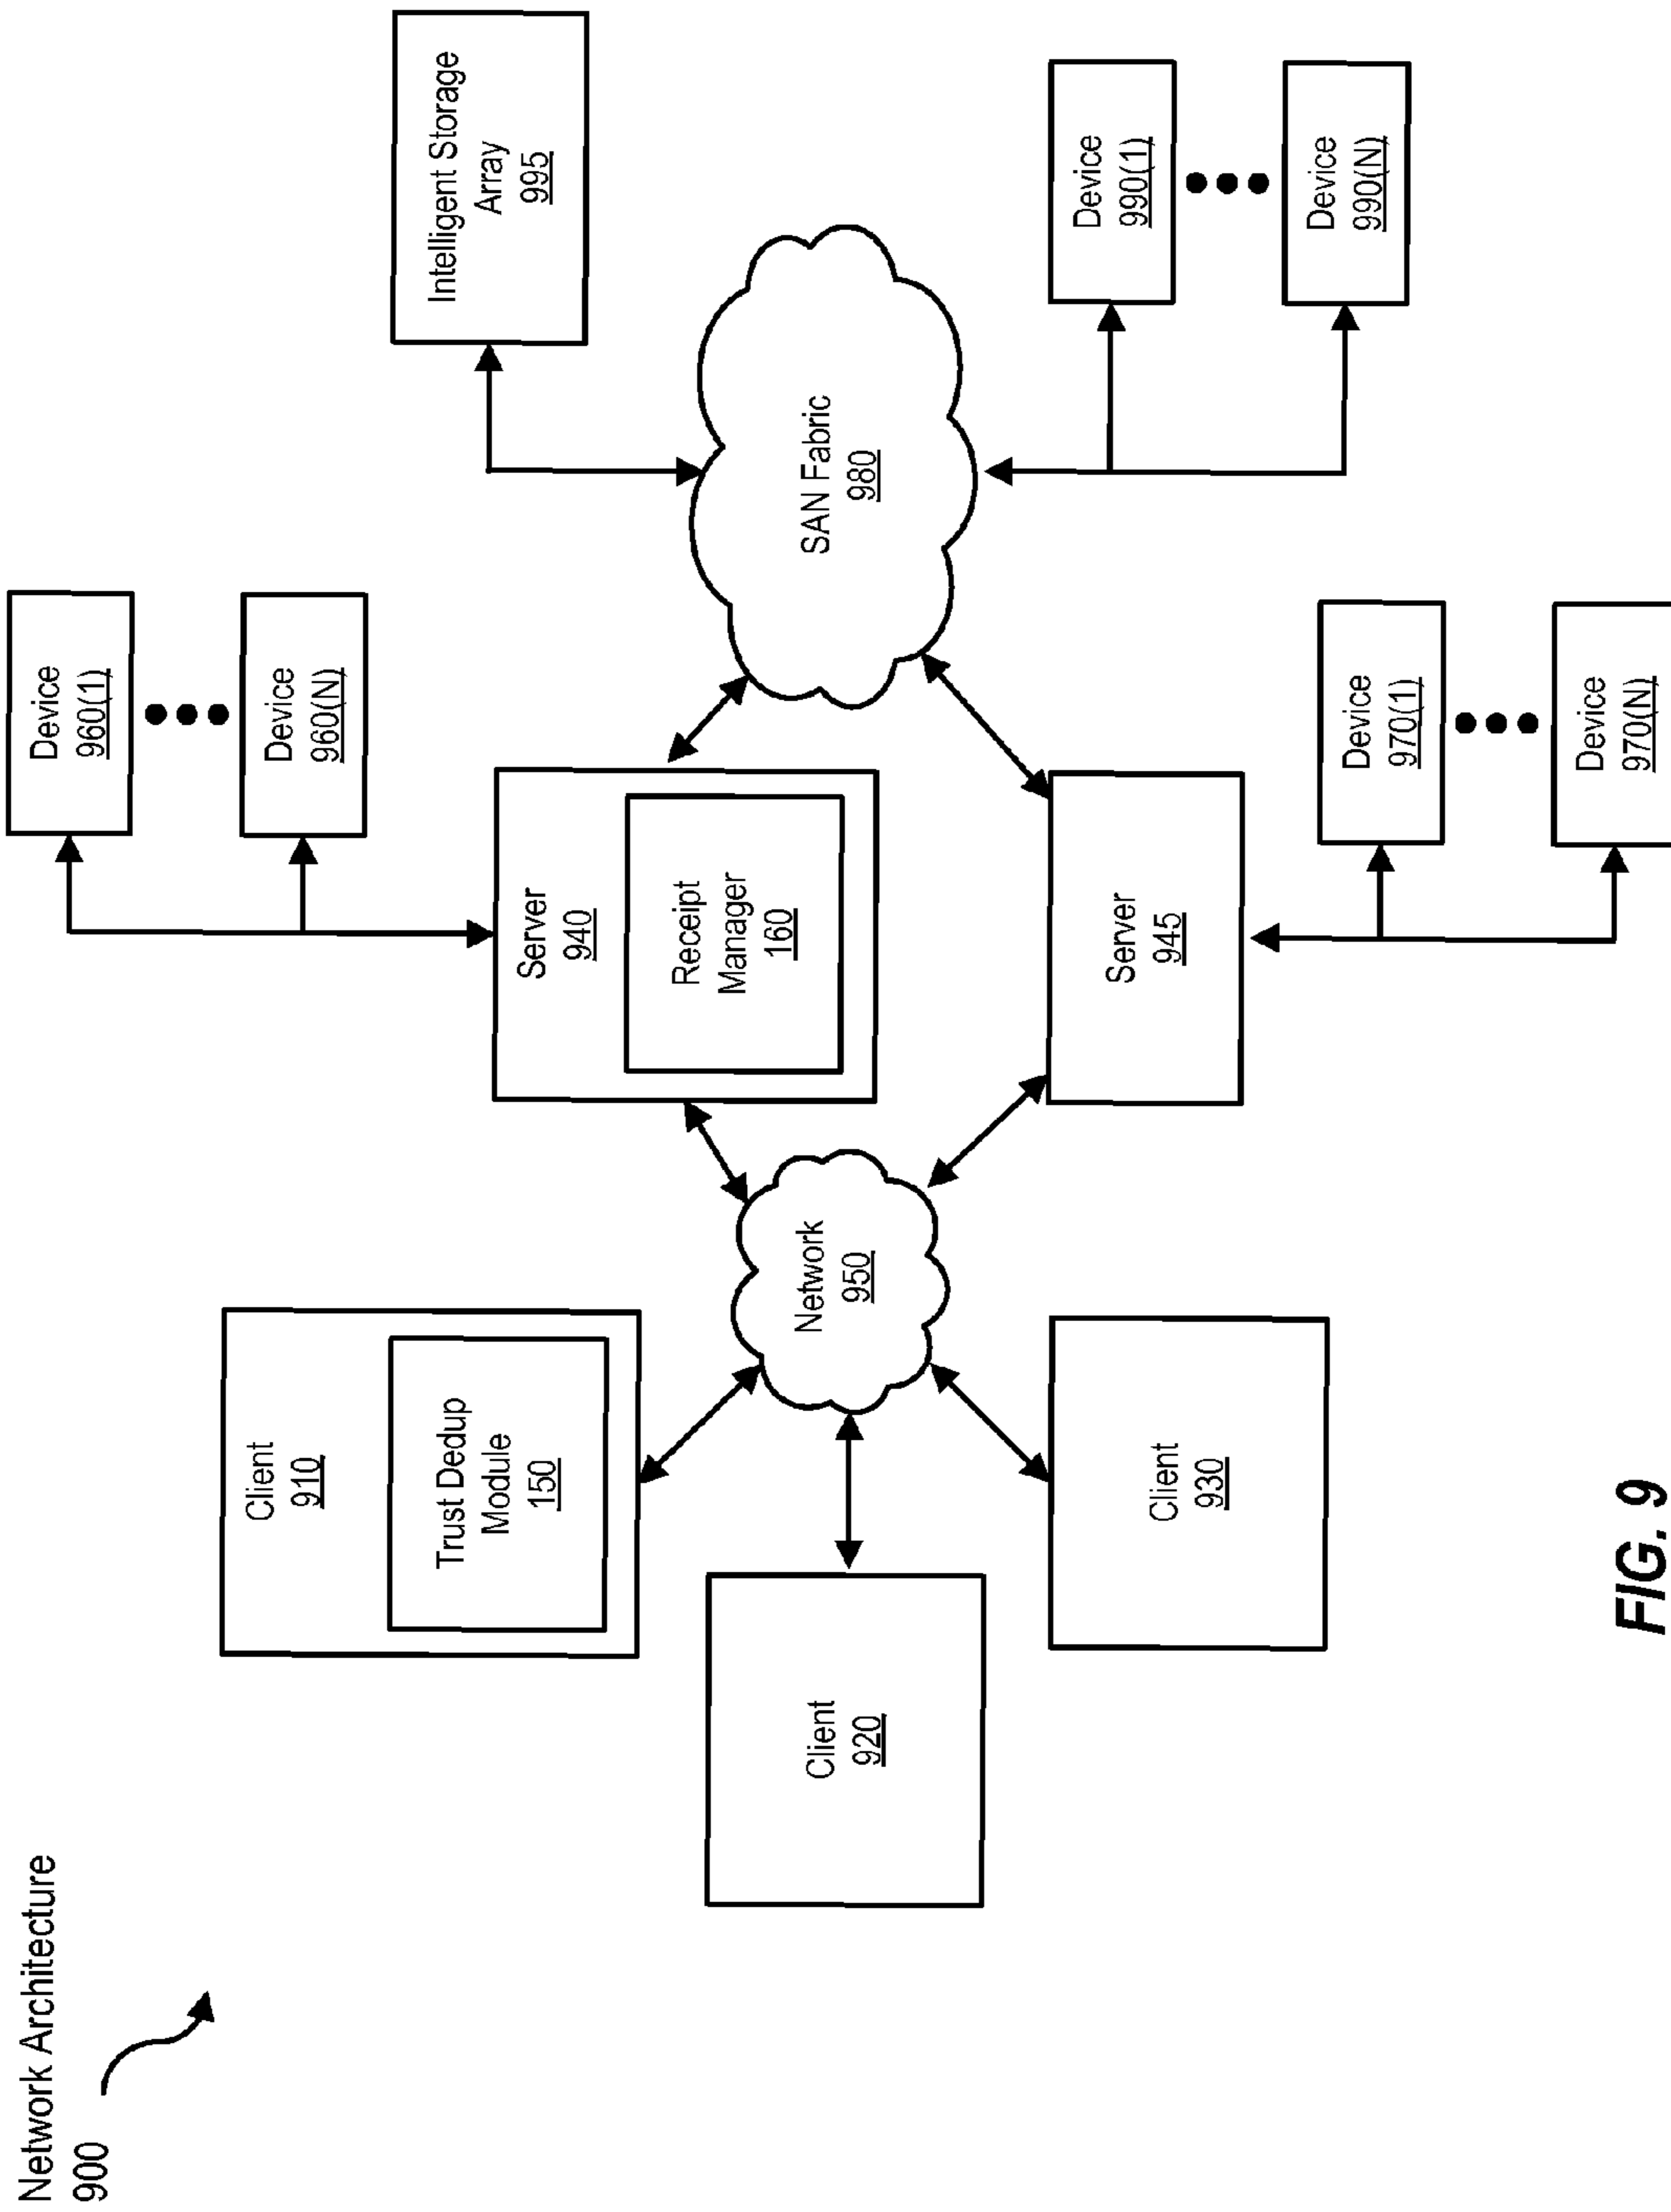 Network Architecture
900
Device
960(1)
Device
960(N)
Intelligent Storage
Array
995
Client
910
Trust Dedup
Module
150
Server
940
Receipt
Manager
160
Client
920
Network
950
SAN Fabric
980
Client
930
Server
945
Device
990(1)
Device
990(N)
Device
970(1)
Device
970(N)
FIG. 9